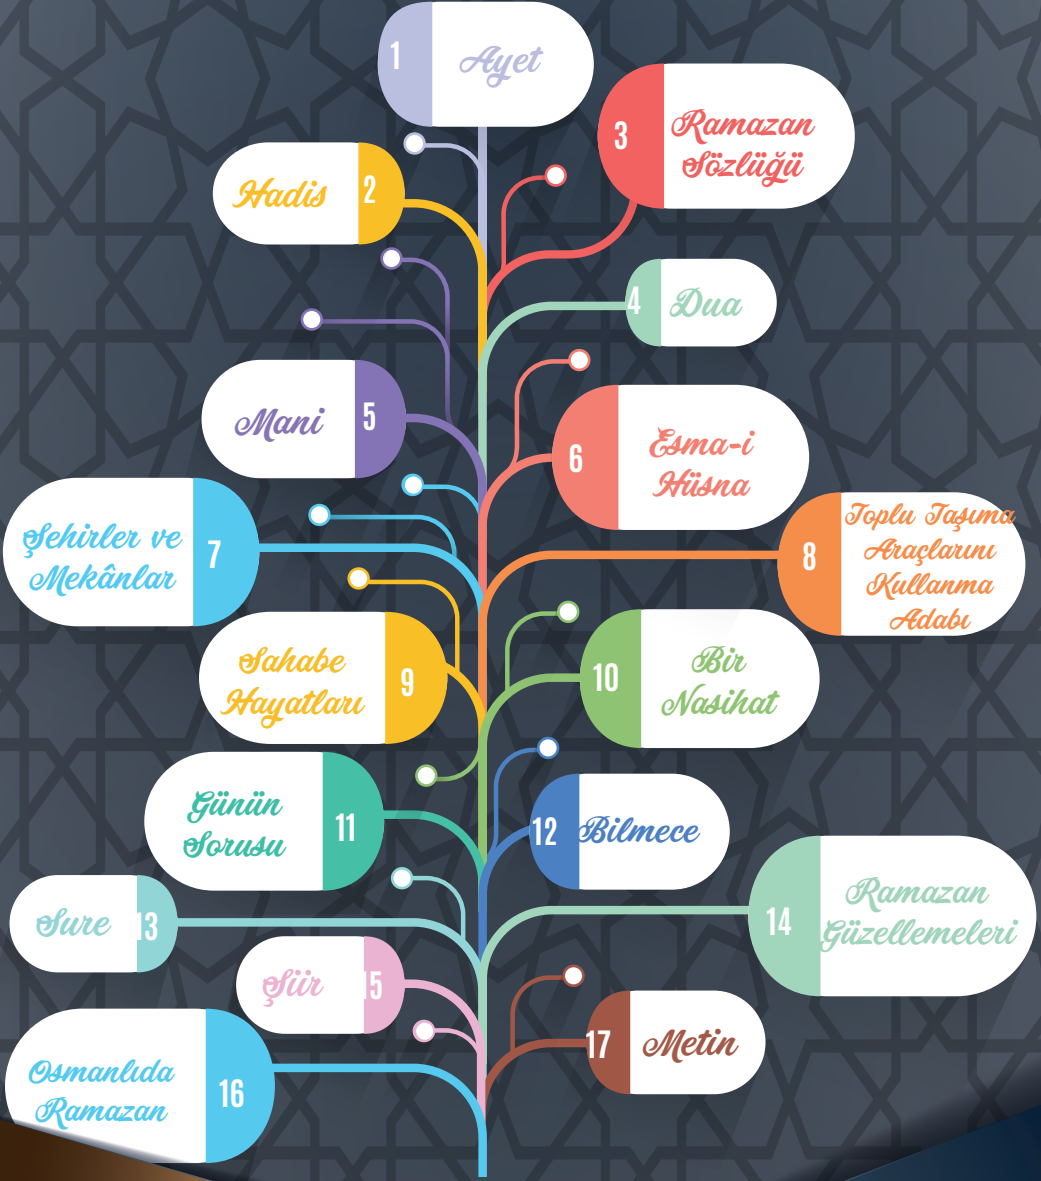 1
Ayet
Hadis
2
3
Ramazan
Sözlüğü
4
Dua
Mani
5
6
Esma-i
Hüsna
Şehirler ve
Mekânlar
7
8
Toplu Taşıma
Araçlarını
Kullanma
Adabı
Sahabe
Hayatları
9
10
Bir
Nasihat
Günün
Sorusu
11
12
Bilmece
Sure
13
14
Ramazan
Güzellemeleri
Şiir
15
Osmanlıda
Ramazan
16
17
Metin